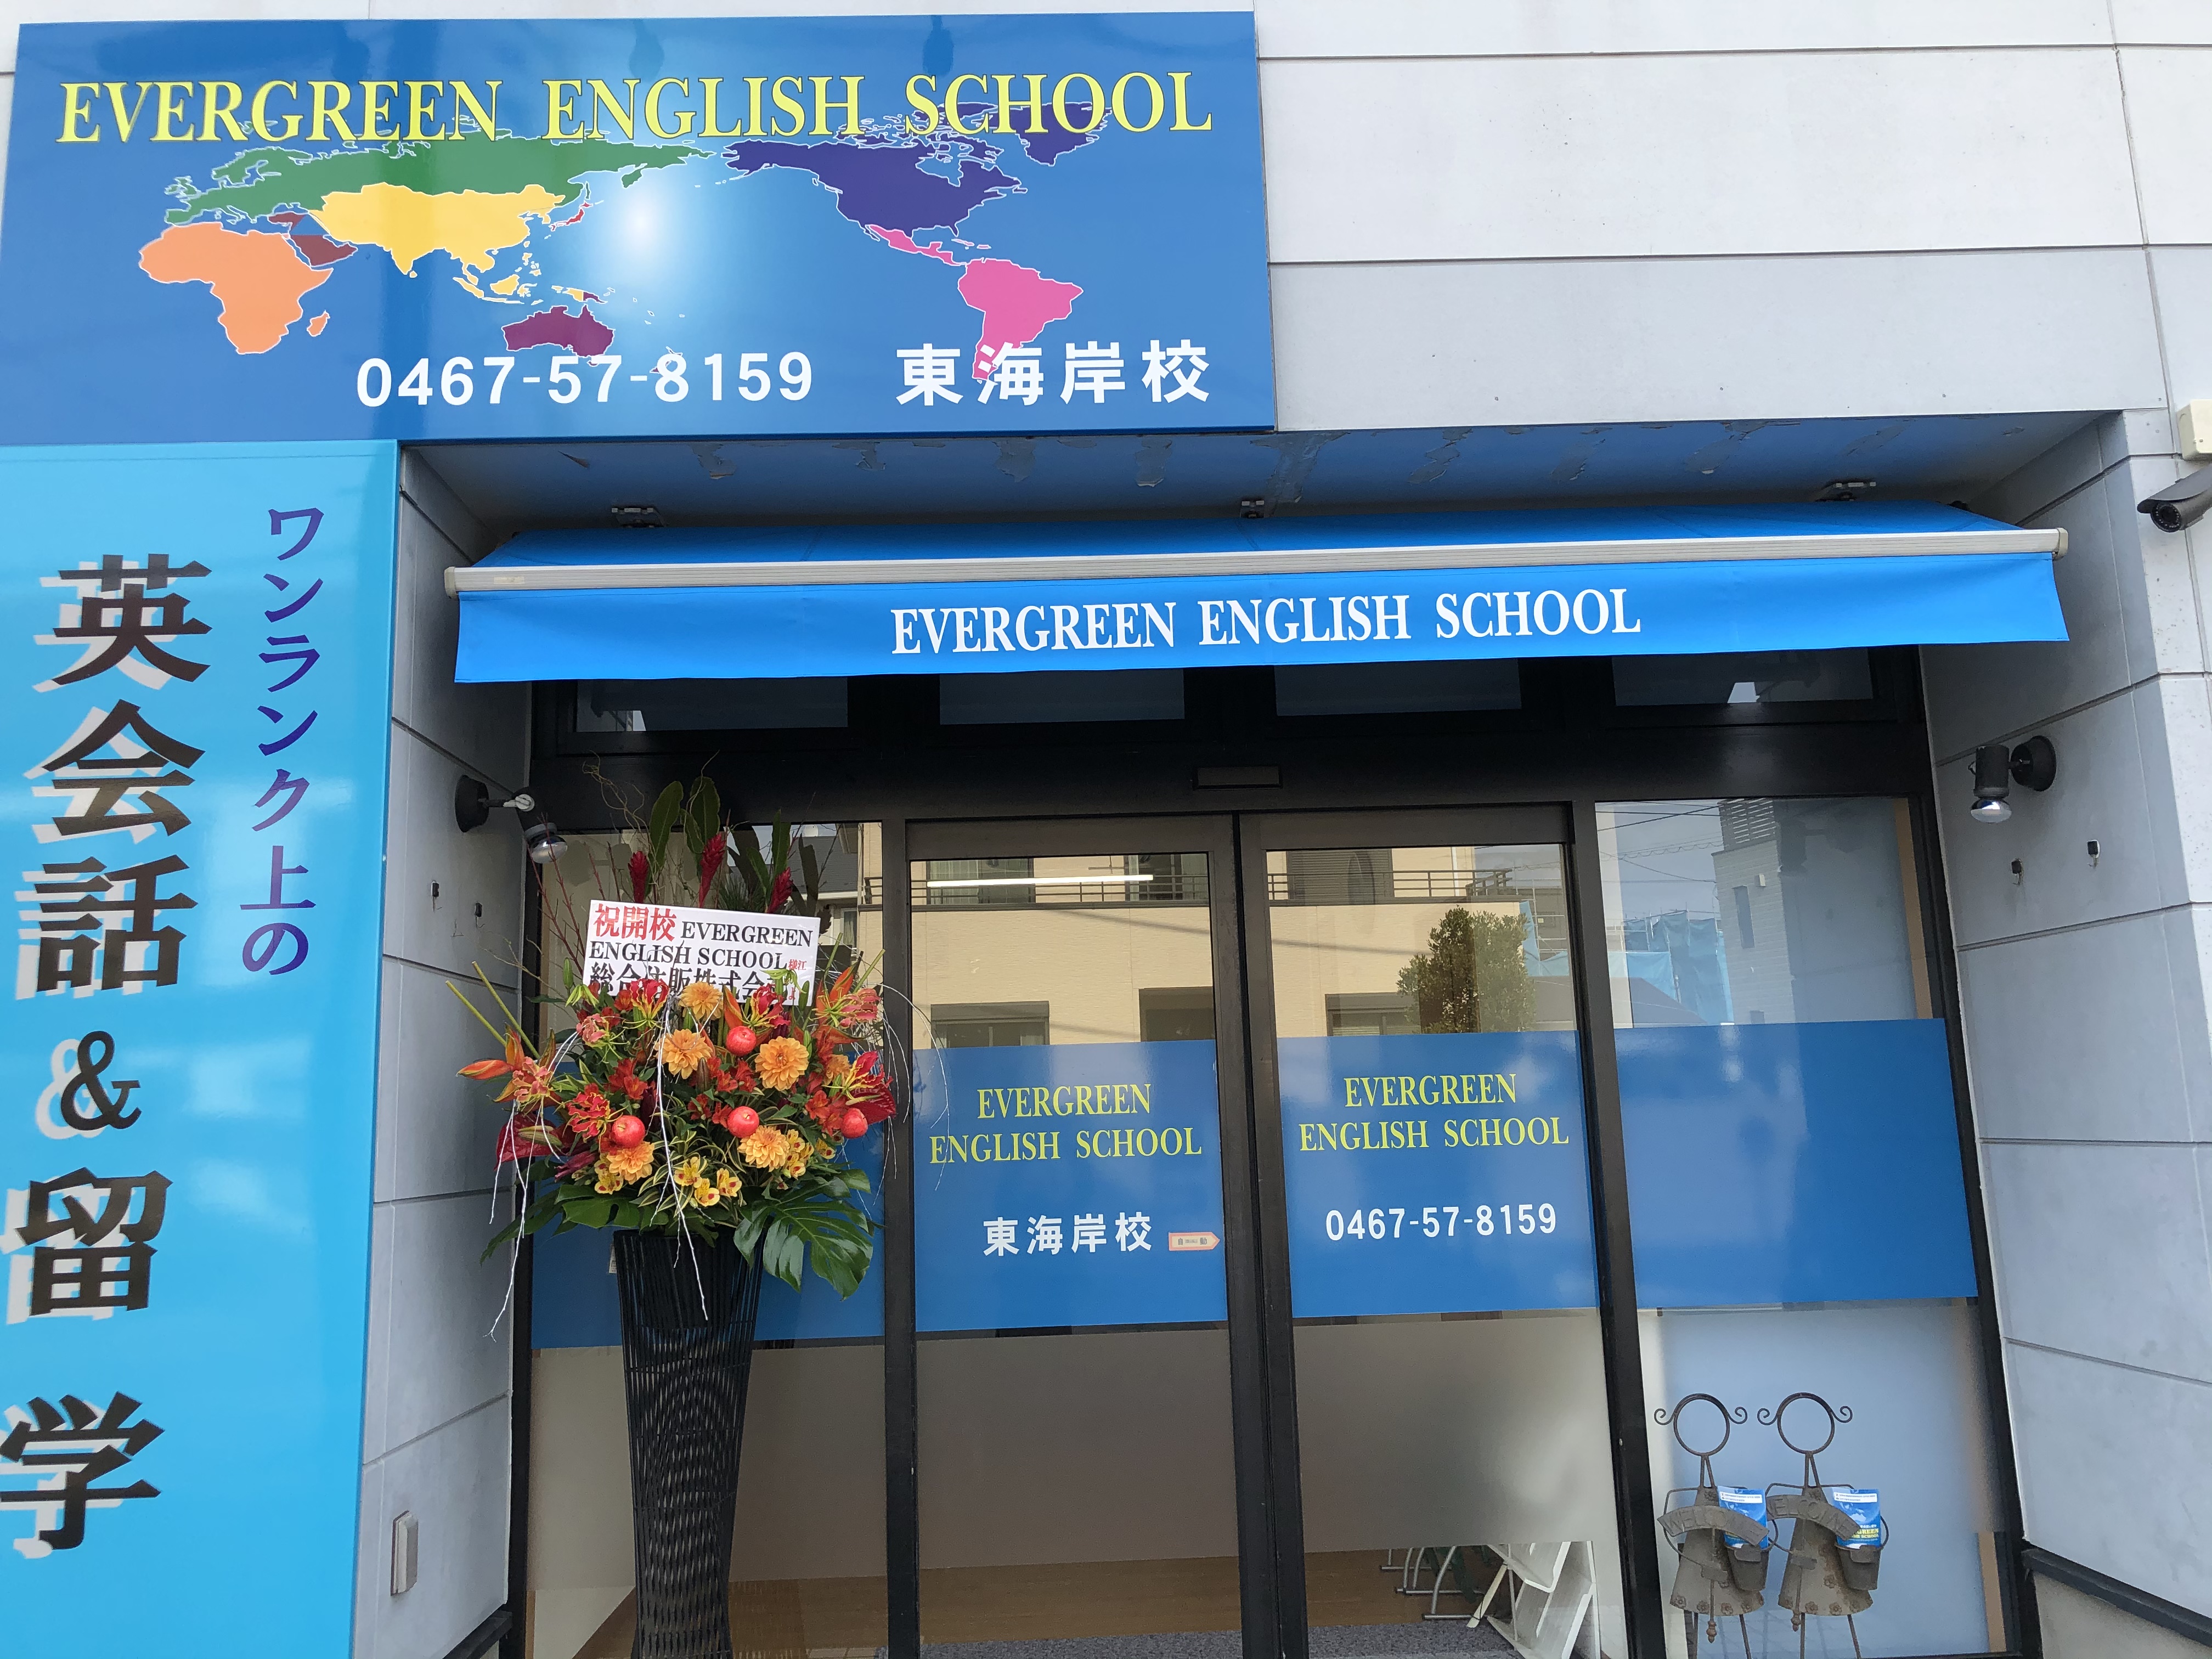 EVERGREEN ENGLISH SCHOOL
0467-57-8159 東海岸校
ワンランク上の
英会話&留学
EVERGREEN ENGLISH SCHOOL
祝開校 EVERGREEN
ENGLISH SCHOOL
EVERGREEN
ENGLISH SCHOOL
東海岸校
EVERGREEN
ENGLISH SCHOOL
0467-57-8159
WELCOME
WELCOME